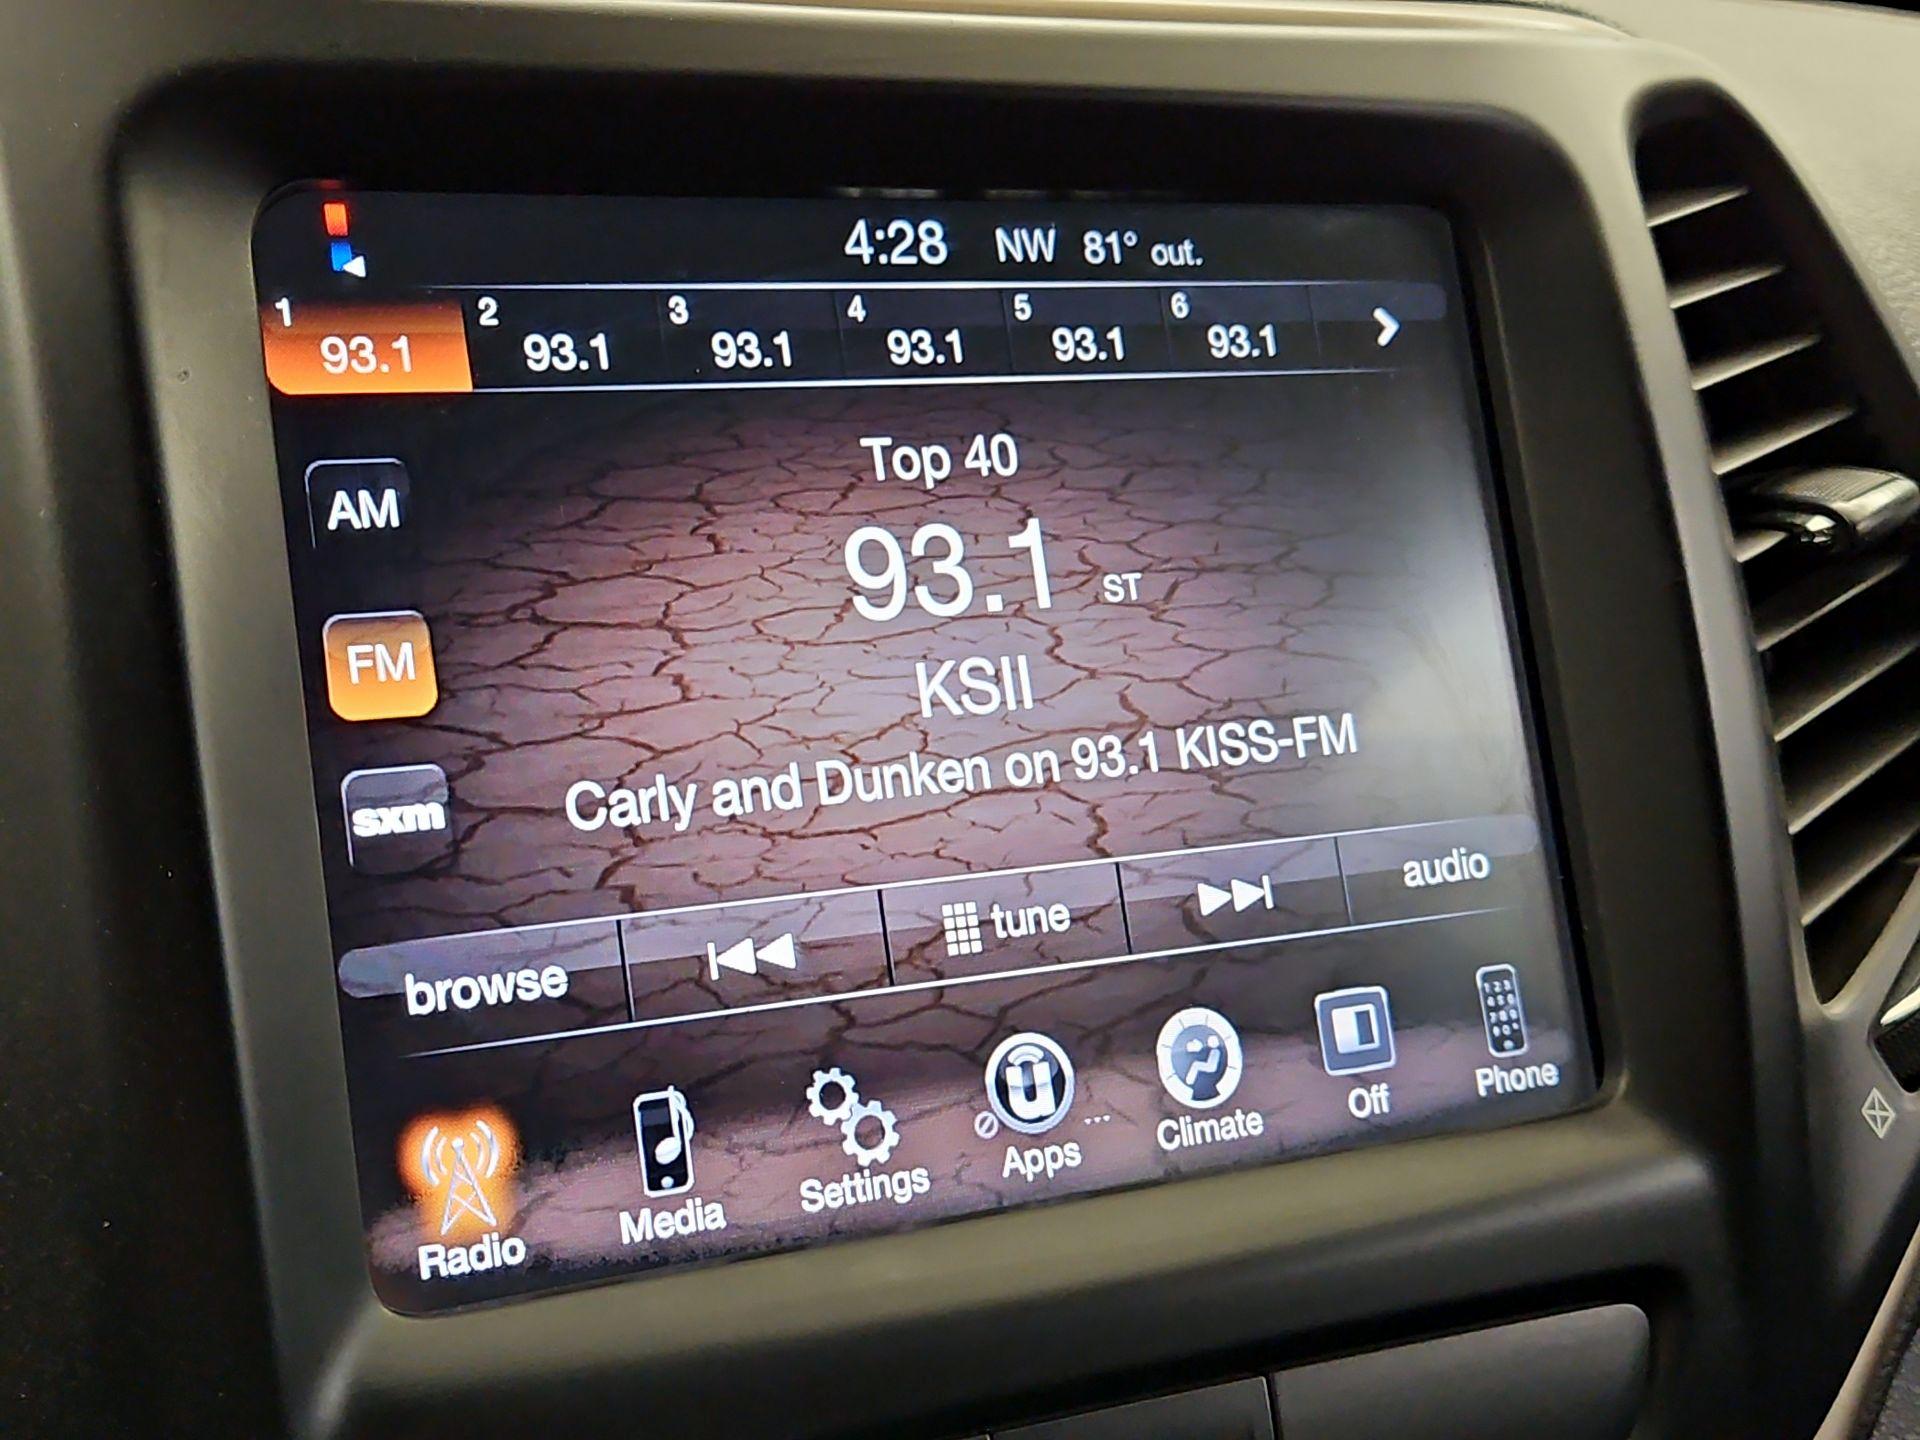 4:28 NW 81° out.
1 2 3 4 5 6
93.1 93.1 93.1 93.1 93.1 93.1
Top 40
AM
93.1 ST
FM
KSII
Carly and Dunken on 93.1 KISS-FM
sxm
browse tune audio
Radio Media Settings Apps ... Climate Off Phone